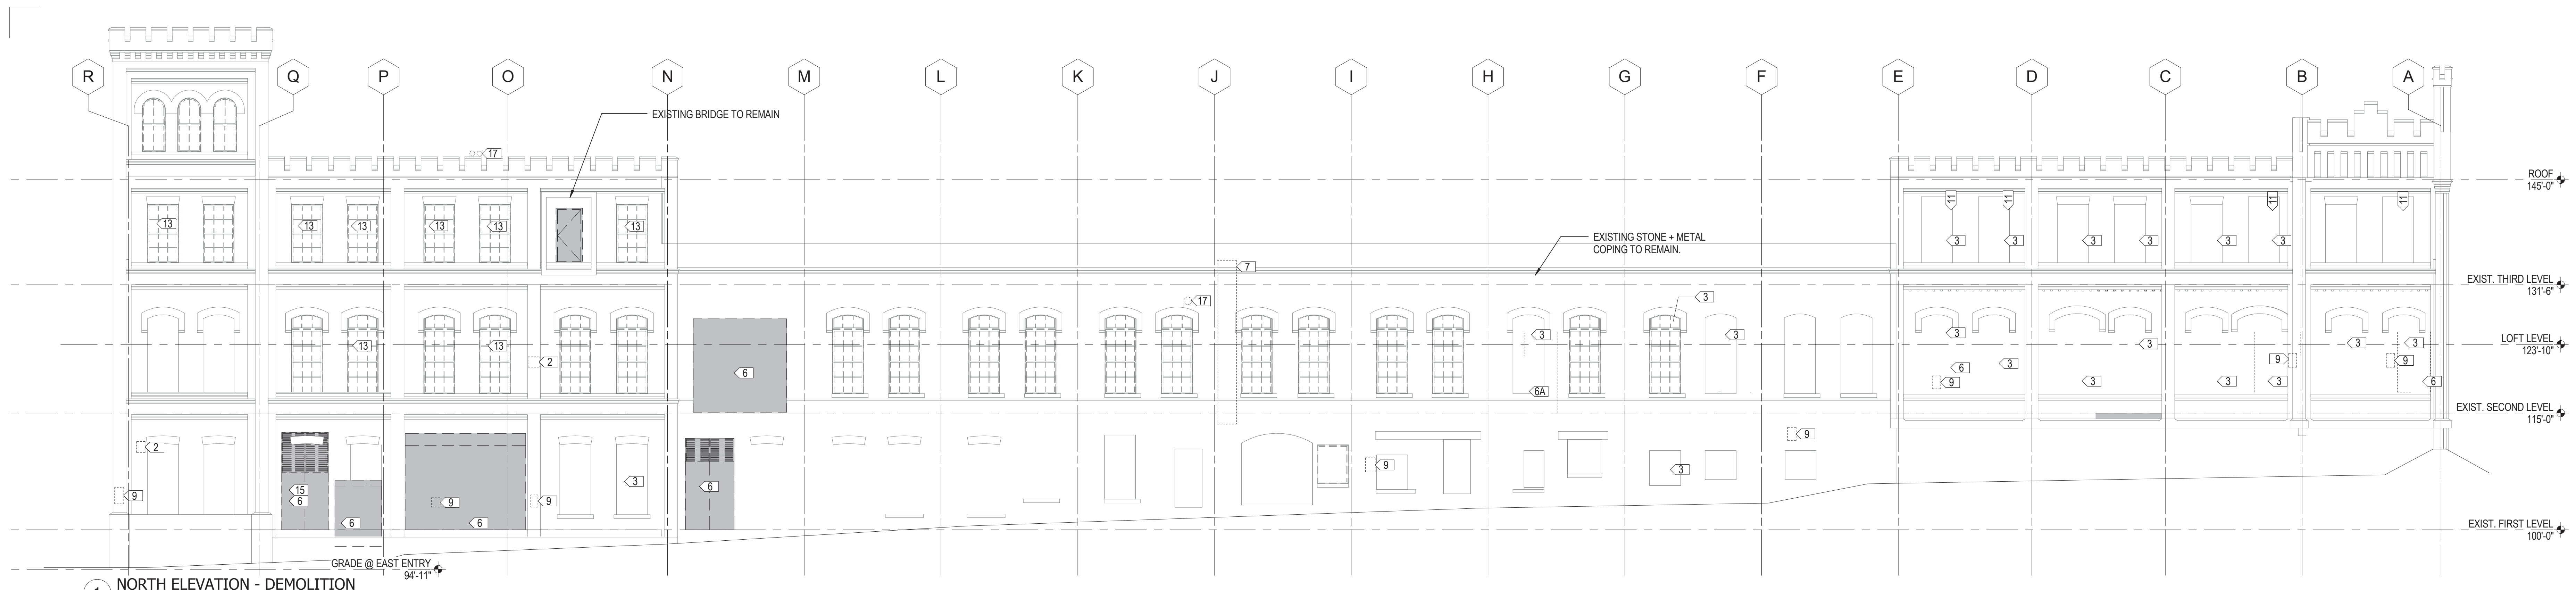 R Q P O N M L K J I H G F E D C B A
EXISTING BRIDGE TO REMAIN
17
ROOF
145'-0"
13 13 13 13 13 13
11 11 11 11
EXISTING STONE + METAL
COPING TO REMAIN.
3 3 3 3 3 3
7
EXIST. THIRD LEVEL
131'-6"
17
3
3 3 3
13 13
LOFT LEVEL
123'-10"
3 3 3
2
9 9
3
6
6
9 3 3 3 6
6A
EXIST. SECOND LEVEL
115'-0"
9
2
9
3
3
6
15
9
6 9 9
6 6
EXIST. FIRST LEVEL
100'-0"
GRADE @ EAST ENTRY
94'-11"
NORTH ELEVATION - DEMOLITION